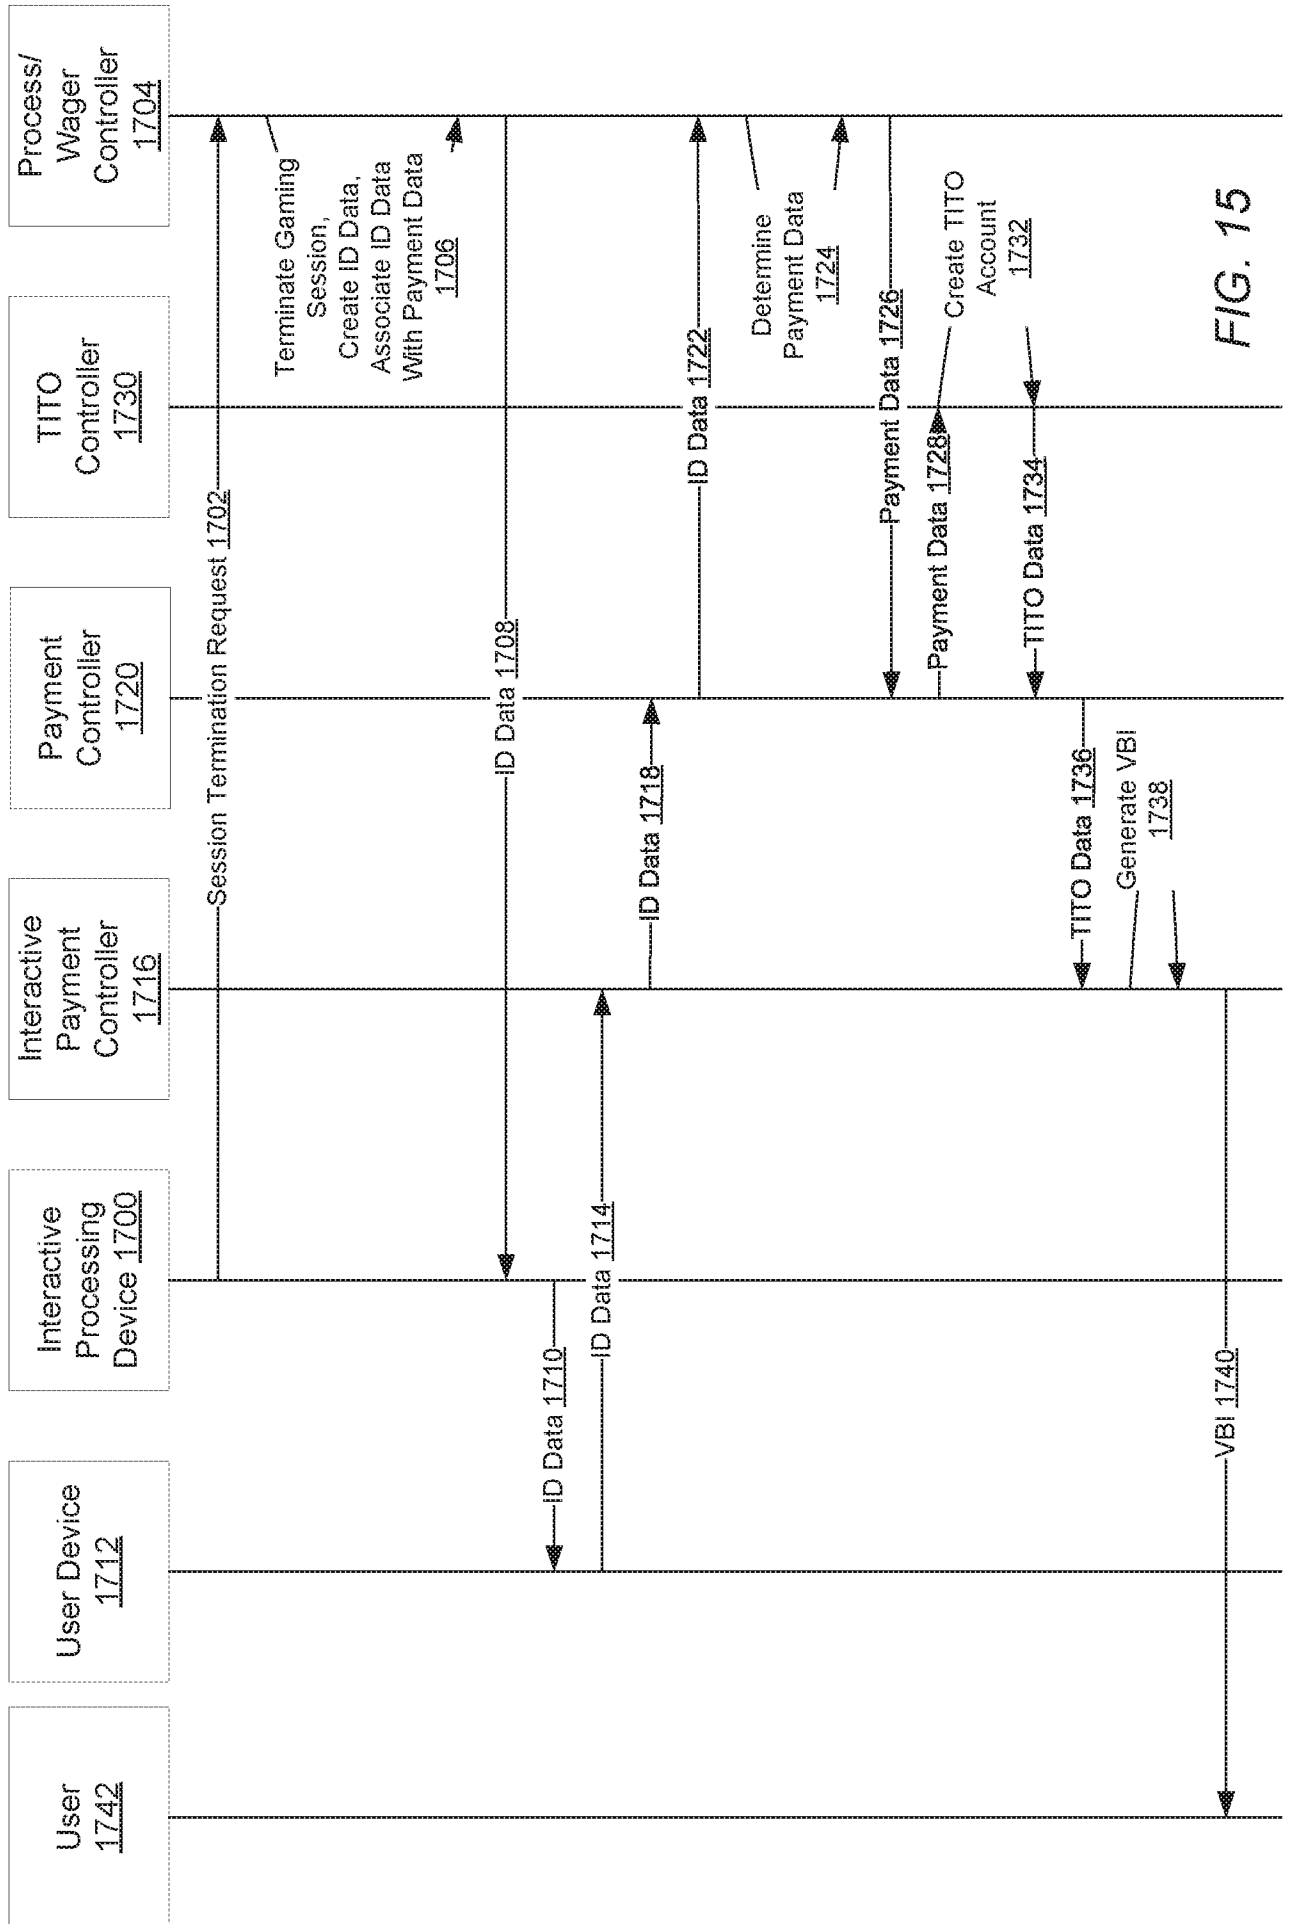 User
1742
User Device
1712
Interactive
Processing
Device 1700
Interactive
Payment
Controller
1716
Payment
Controller
1720
TITO
Controller
1730
Process/
Wager
Controller
1704
Session Termination Request 1702
Terminate Gaming
Session,
Create ID Data,
Associate ID Data
With Payment Data
1706
ID Data 1708
ID Data 1710
ID Data 1714
ID Data 1718
ID Data 1722
Determine
Payment Data
1724
Payment Data 1726
Payment Data 1728
Create TITO
Account
1732
TITO Data 1734
TITO Data 1736
Generate VBI
1738
VBI 1740
FIG. 15